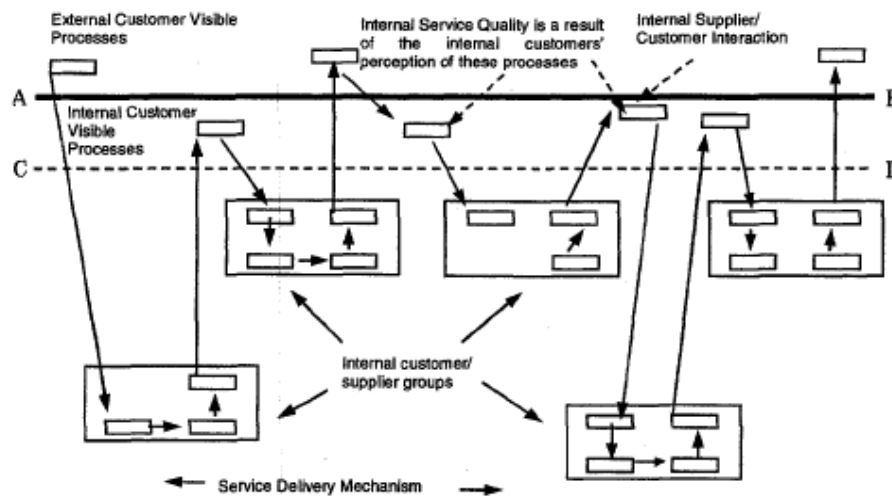 External Customer Visible
Processes
Internal Service Quality is a result
of the internal customers'
perception of these processes
Internal Supplier/
Customer Interaction
A
Internal Customer
Visible
Processes
C
Internal customer/
supplier groups
Service Delivery Mechanism